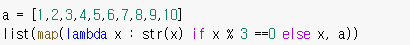 a = [1,2,3,4,5,6,7,8,9,10]
list(map(lambda x : str(x) if x % 3 ==0 else x, a))